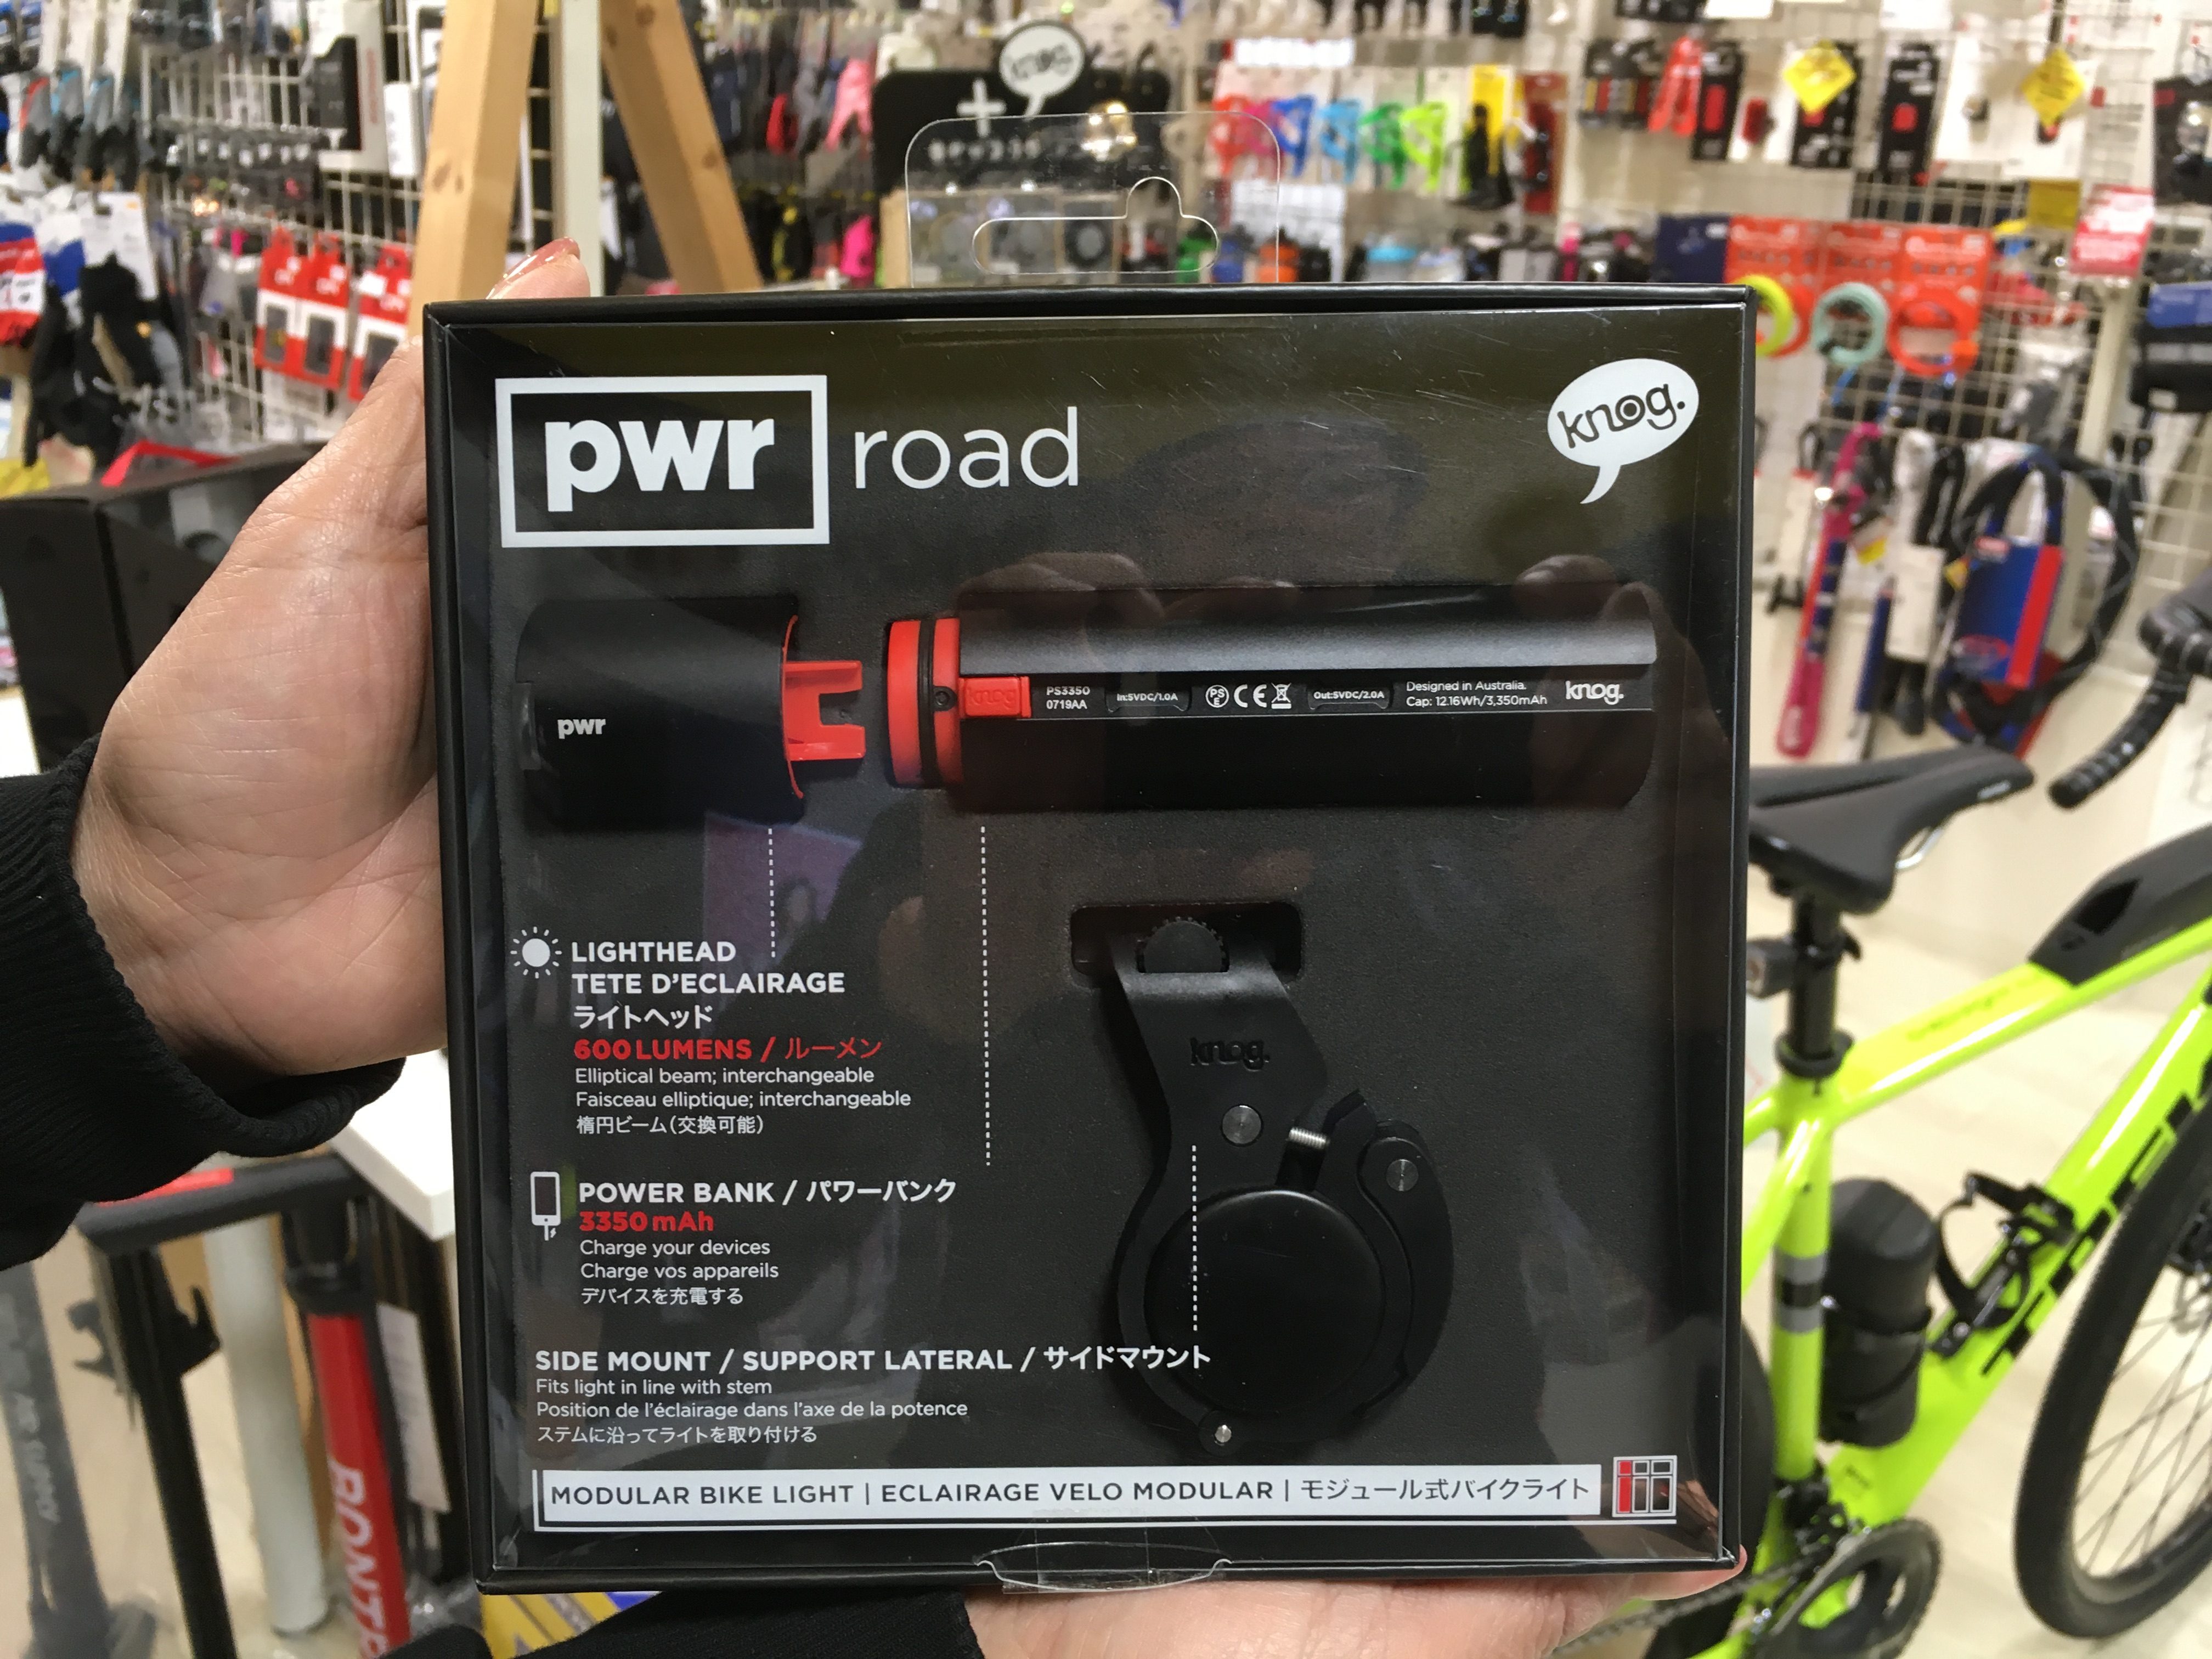 knog
pwr road
knog.
pwr
knog
PS3350
0719AA
In:5VDC/1.0A
PS
E
CE
Out:5VDC/2.0A
Designed in Australia.
Cap: 12.16Wh/3,350mAh
knog.
LIGHTHEAD
TETE D'ECLAIRAGE
ライトヘッド
600 LUMENS / ルーメン
Elliptical beam; interchangeable
Faisceau elliptique; interchangeable
楕円ビーム(交換可能)
knog.
POWER BANK / パワーバンク
3350 mAh
Charge your devices
Charge vos appareils
デバイスを充電する
SIDE MOUNT / SUPPORT LATERAL / サイドマウント
Fits light in line with stem
Position de l'éclairage dans l'axe de la potence
ステムに沿ってライトを取り付ける
MODULAR BIKE LIGHT | ECLAIRAGE VELO MODULAR | モジュール式バイクライト
BONTR